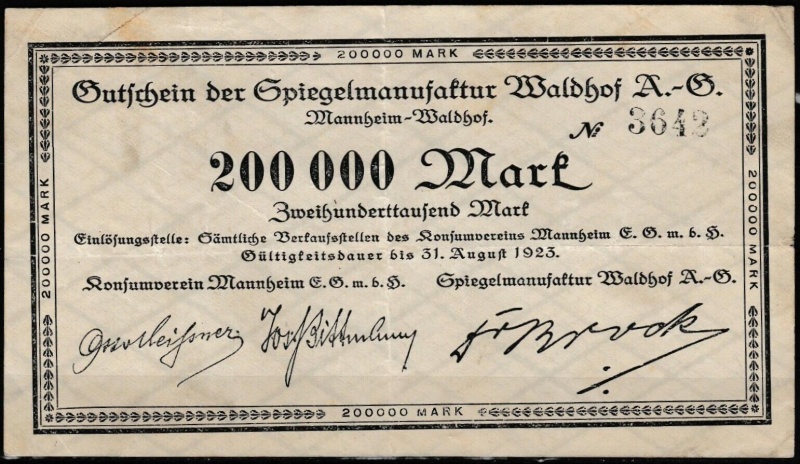 200000 MARK
Gutschein der Spiegelmanufaktur Waldhof A.-G.
Mannheim-Waldhof.
№ 3642
200 000 Mark
Zweihunderttausend Mark
Einlösungsstelle: Sämtliche Verkaufsstellen des Konsumvereins Mannheim E. G. m. b. H.
Gültigkeitsdauer bis 31. August 1923.
Konsumverein Mannheim E. G. m. b. H. Spiegelmanufaktur Waldhof A.-G.
200000 MARK
200000 MARK
200000 MARK